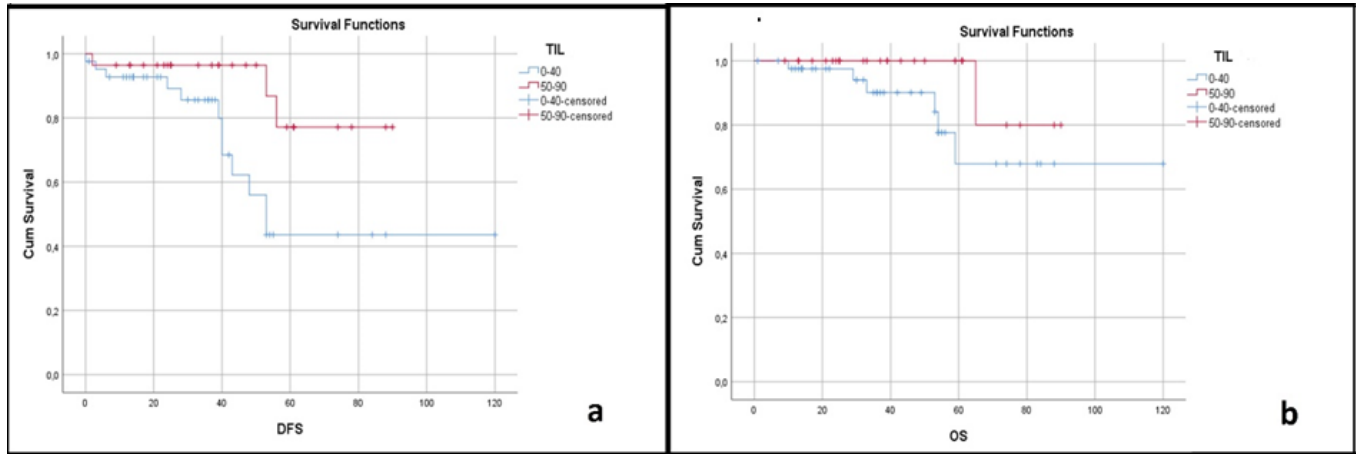 Survival Functions
TIL
0-40
50-90
0-40-censored
50-90-censored
Cum Survival
1,0
0,8
0,6
0,4
0,2
0,0
0 20 40 60 80 100 120
DFS
a
Survival Functions
TIL
0-40
50-90
0-40-censored
50-90-censored
Cum Survival
1,0
0,8
0,6
0,4
0,2
0,0
0 20 40 60 80 100 120
OS
b